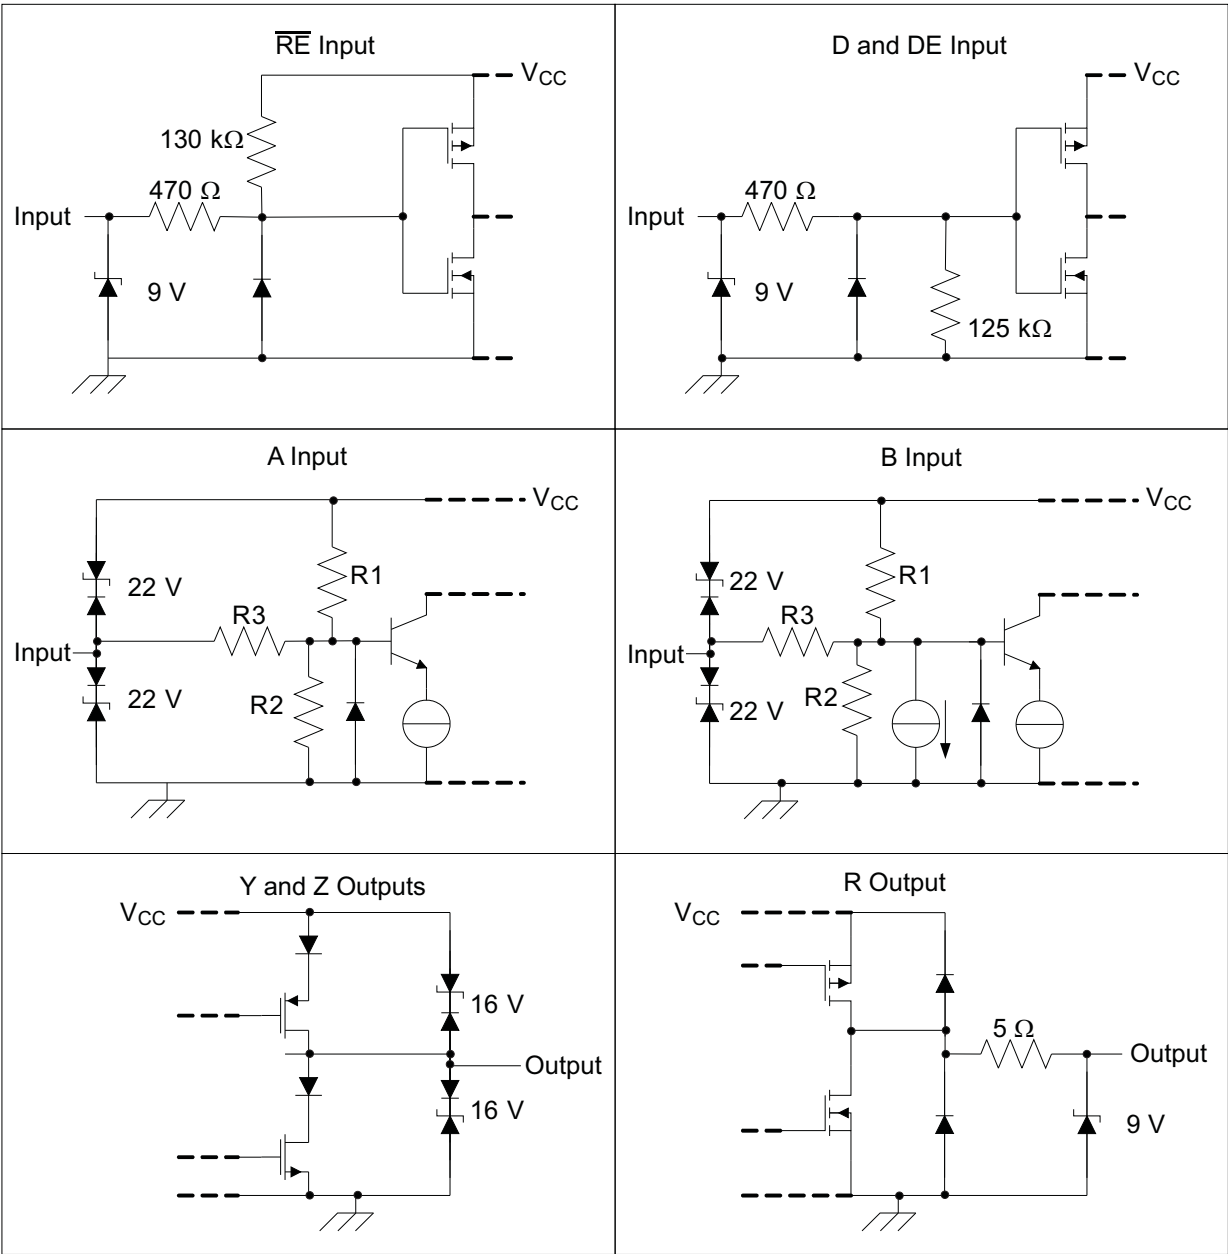 R̅E̅ Input
V_CC
130 kΩ
470 Ω
Input
9 V
D and DE Input
V_CC
470 Ω
Input
9 V
125 kΩ
A Input
V_CC
22 V
R1
R3
Input
22 V
R2
B Input
V_CC
22 V
R1
R3
Input
22 V
R2
Y and Z Outputs
V_CC
16 V
Output
16 V
R Output
V_CC
5 Ω
Output
9 V